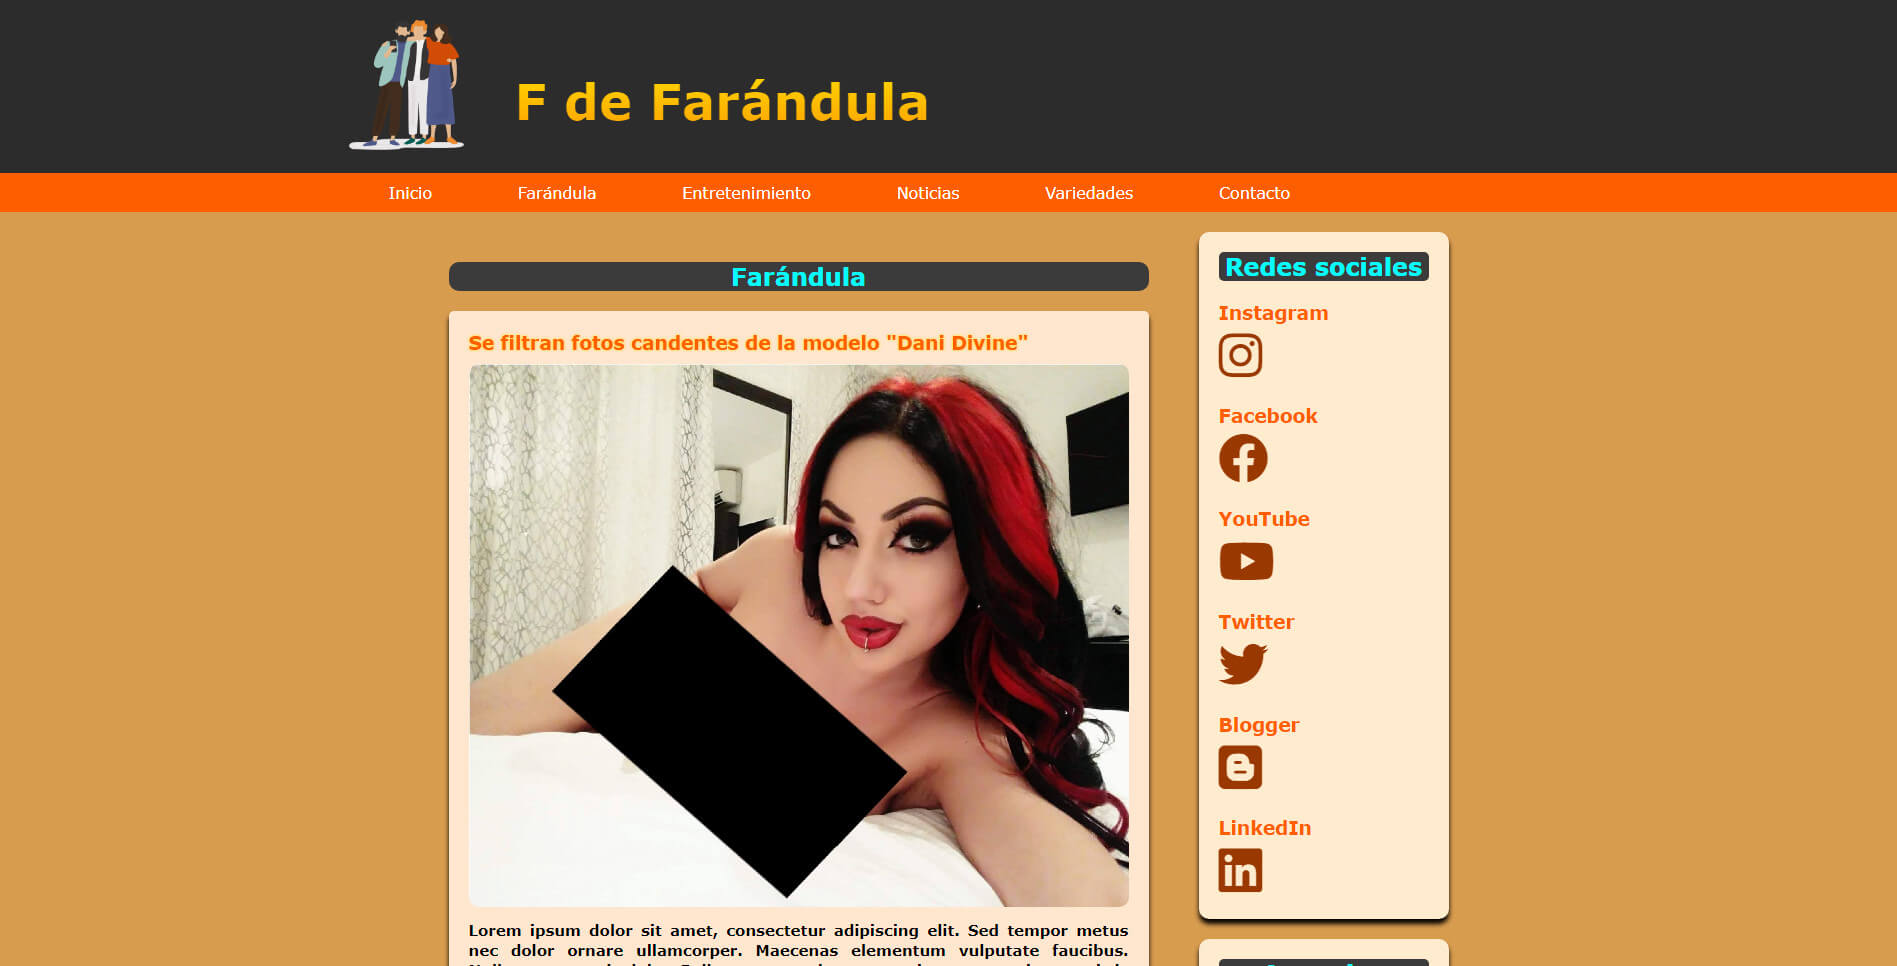 F de Farándula
Inicio Farándula Entretenimiento Noticias Variedades Contacto
Farándula
Se filtran fotos candentes de la modelo "Dani Divine"
Lorem ipsum dolor sit amet, consectetur adipiscing elit. Sed tempor metus
nec dolor ornare ullamcorper. Maecenas elementum vulputate faucibus.
Redes sociales
Instagram
Facebook
YouTube
Twitter
Blogger
LinkedIn